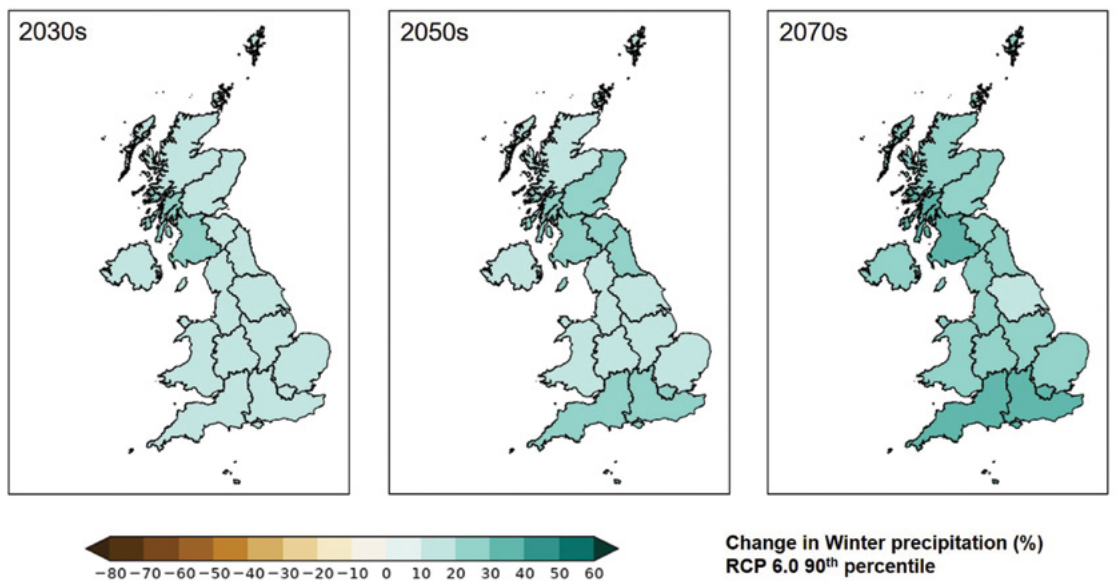 2030s
2050s
2070s
−80 −70 −60 −50 −40 −30 −20 −10 0 10 20 30 40 50 60
Change in Winter precipitation (%)
RCP 6.0 90th percentile